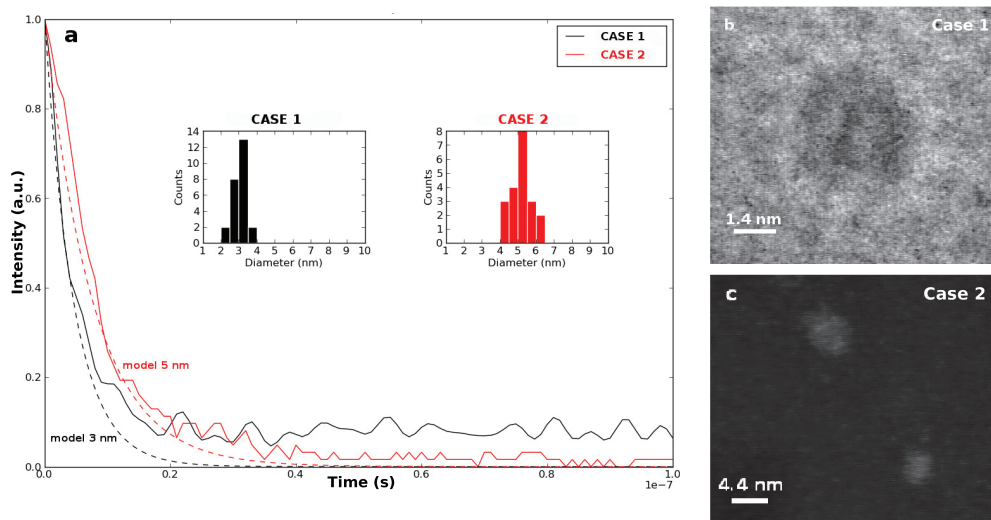 a
CASE 1
CASE 2
1.0
0.8
0.6
0.4
0.2
0.0
Intensity (a.u.)
0.0
0.2
0.4
0.6
0.8
1.0
1e−7
Time (s)
model 5 nm
model 3 nm
CASE 1
14
12
10
8
6
4
2
0
Counts
1 2 3 4 5 6 7 8 9 10
Diameter (nm)
CASE 2
8
7
6
5
4
3
2
1
0
Counts
1 2 3 4 5 6 7 8 9 10
Diameter (nm)
b
Case 1
1.4 nm
c
Case 2
4.4 nm